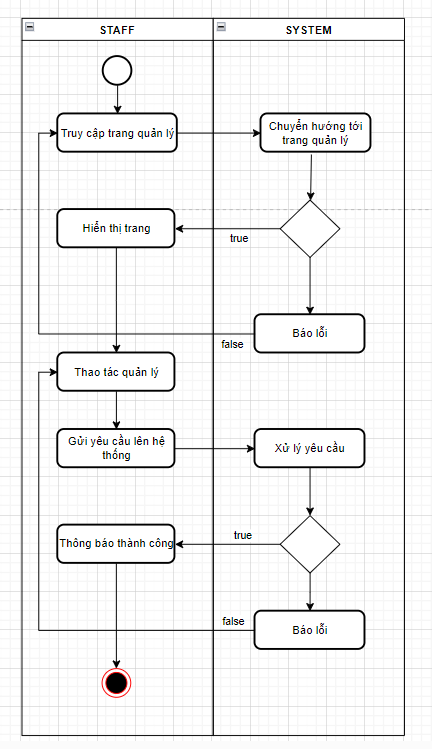 STAFF
SYSTEM
Truy cập trang quản lý
Chuyển hướng tới
trang quản lý
Hiển thị trang
true
Báo lỗi
false
Thao tác quản lý
Gửi yêu cầu lên hệ
thống
Xử lý yêu cầu
true
Thông báo thành công
false
Báo lỗi